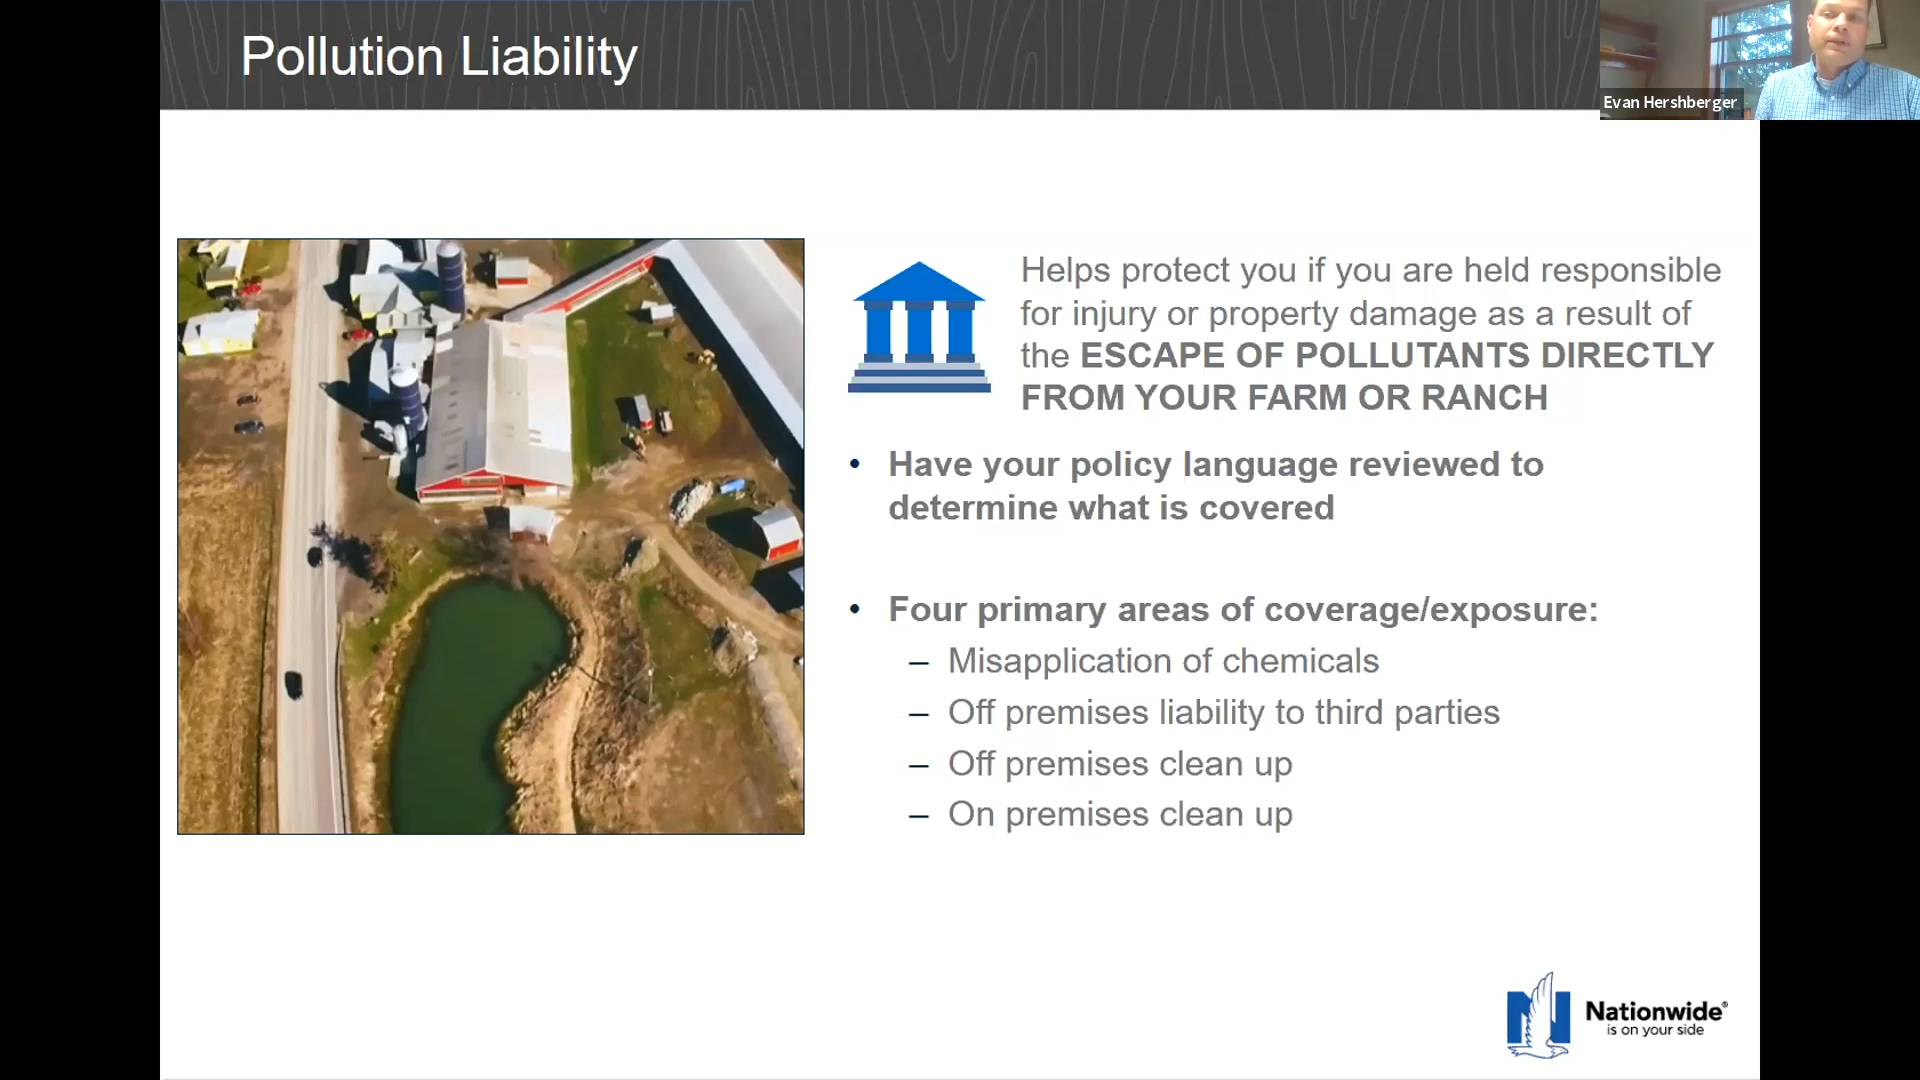 Pollution Liability
Evan Hershberger
Helps protect you if you are held responsible
for injury or property damage as a result of
the ESCAPE OF POLLUTANTS DIRECTLY
FROM YOUR FARM OR RANCH
• Have your policy language reviewed to
determine what is covered
• Four primary areas of coverage/exposure:
– Misapplication of chemicals
– Off premises liability to third parties
– Off premises clean up
– On premises clean up
Nationwide®
is on your side